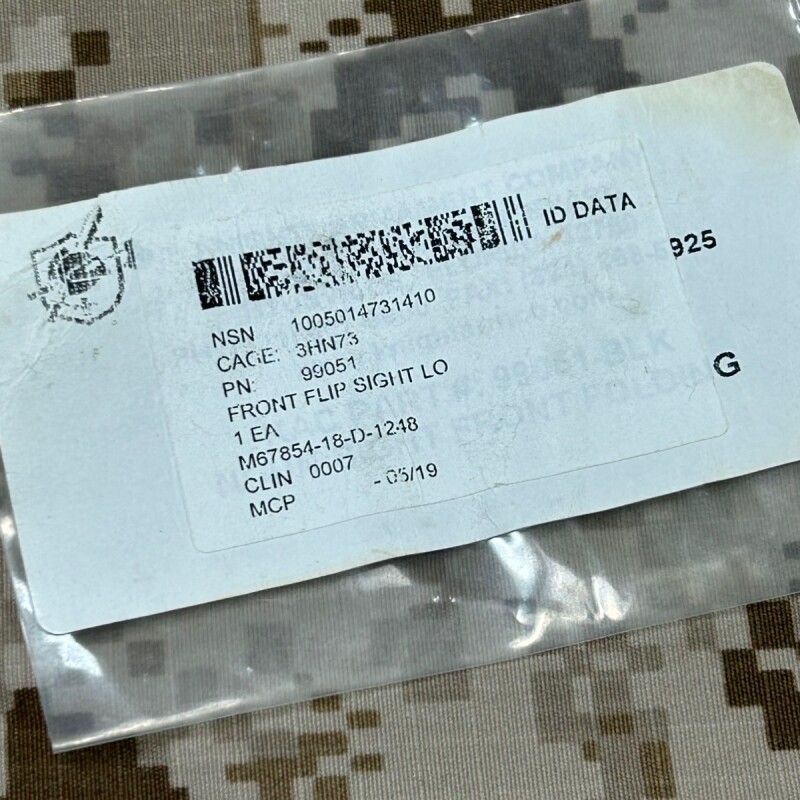 ID DATA
925
NSN 1005014731410
CAGE: 3HN73
PN: 99051
FRONT FLIP SIGHT LO
G
1 EA
M67854-18-D-1248
CLIN 0007
MCP - 05/19